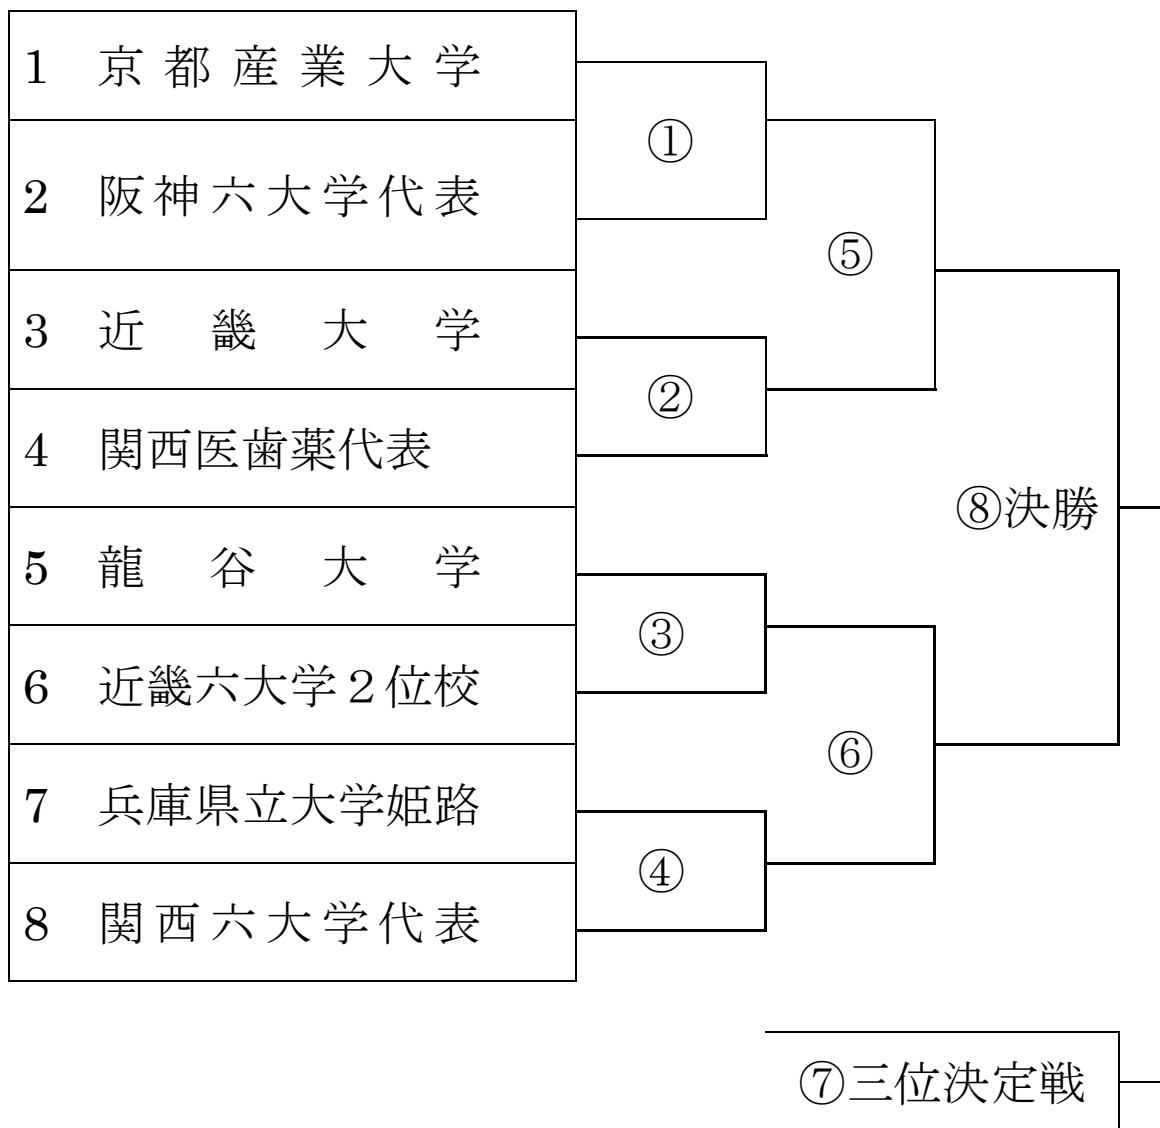 1 京都産業大学
2 阪神六大学代表
3 近畿大学
4 関西医歯薬代表
5 龍谷大学
6 近畿六大学２位校
7 兵庫県立大学姫路
8 関西六大学代表
①
②
③
④
⑤
⑥
⑧決勝
⑦三位決定戦